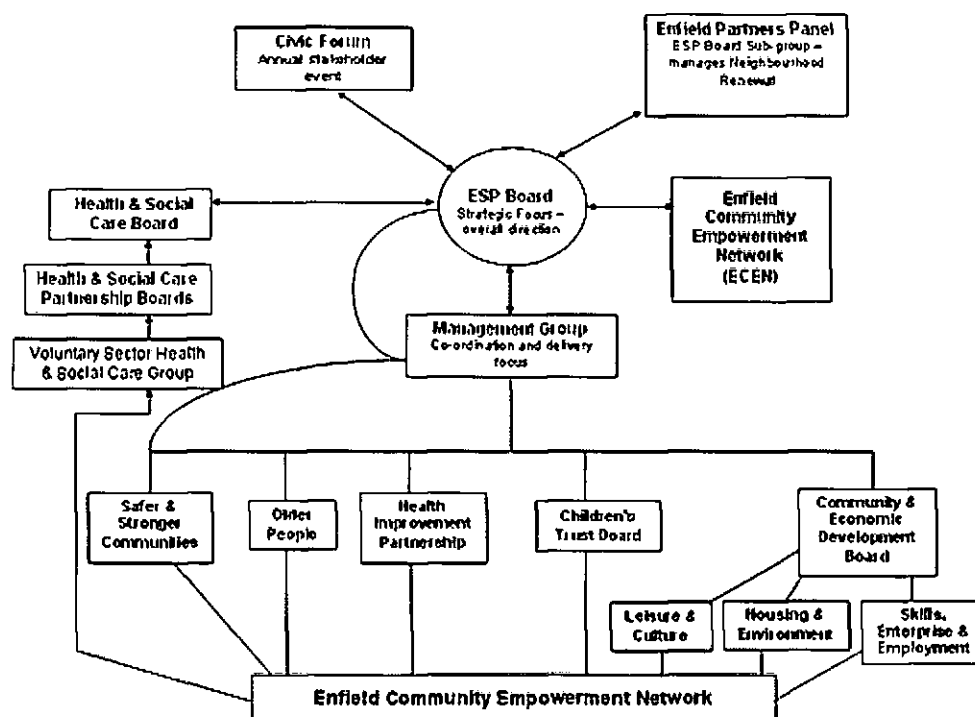 Civic Forum
Annual stakeholder
event
Enfield Partners Panel
ESP Board Sub-group –
manages Neighbourhood
Renewal
ESP Board
Strategic Focus –
overall direction
Health & Social
Care Board
Enfield
Community
Empowerment
Network
(ECEN)
Health & Social Care
Partnership Boards
Management Group
Co-ordination and delivery
focus
Voluntary Sector Health
& Social Care Group
Safer &
Stronger
Communities
Older
People
Health
Improvement
Partnership
Children's
Trust Board
Community &
Economic
Development
Board
Leisure &
Culture
Housing &
Environment
Skills,
Enterprise &
Employment
Enfield Community Empowerment Network